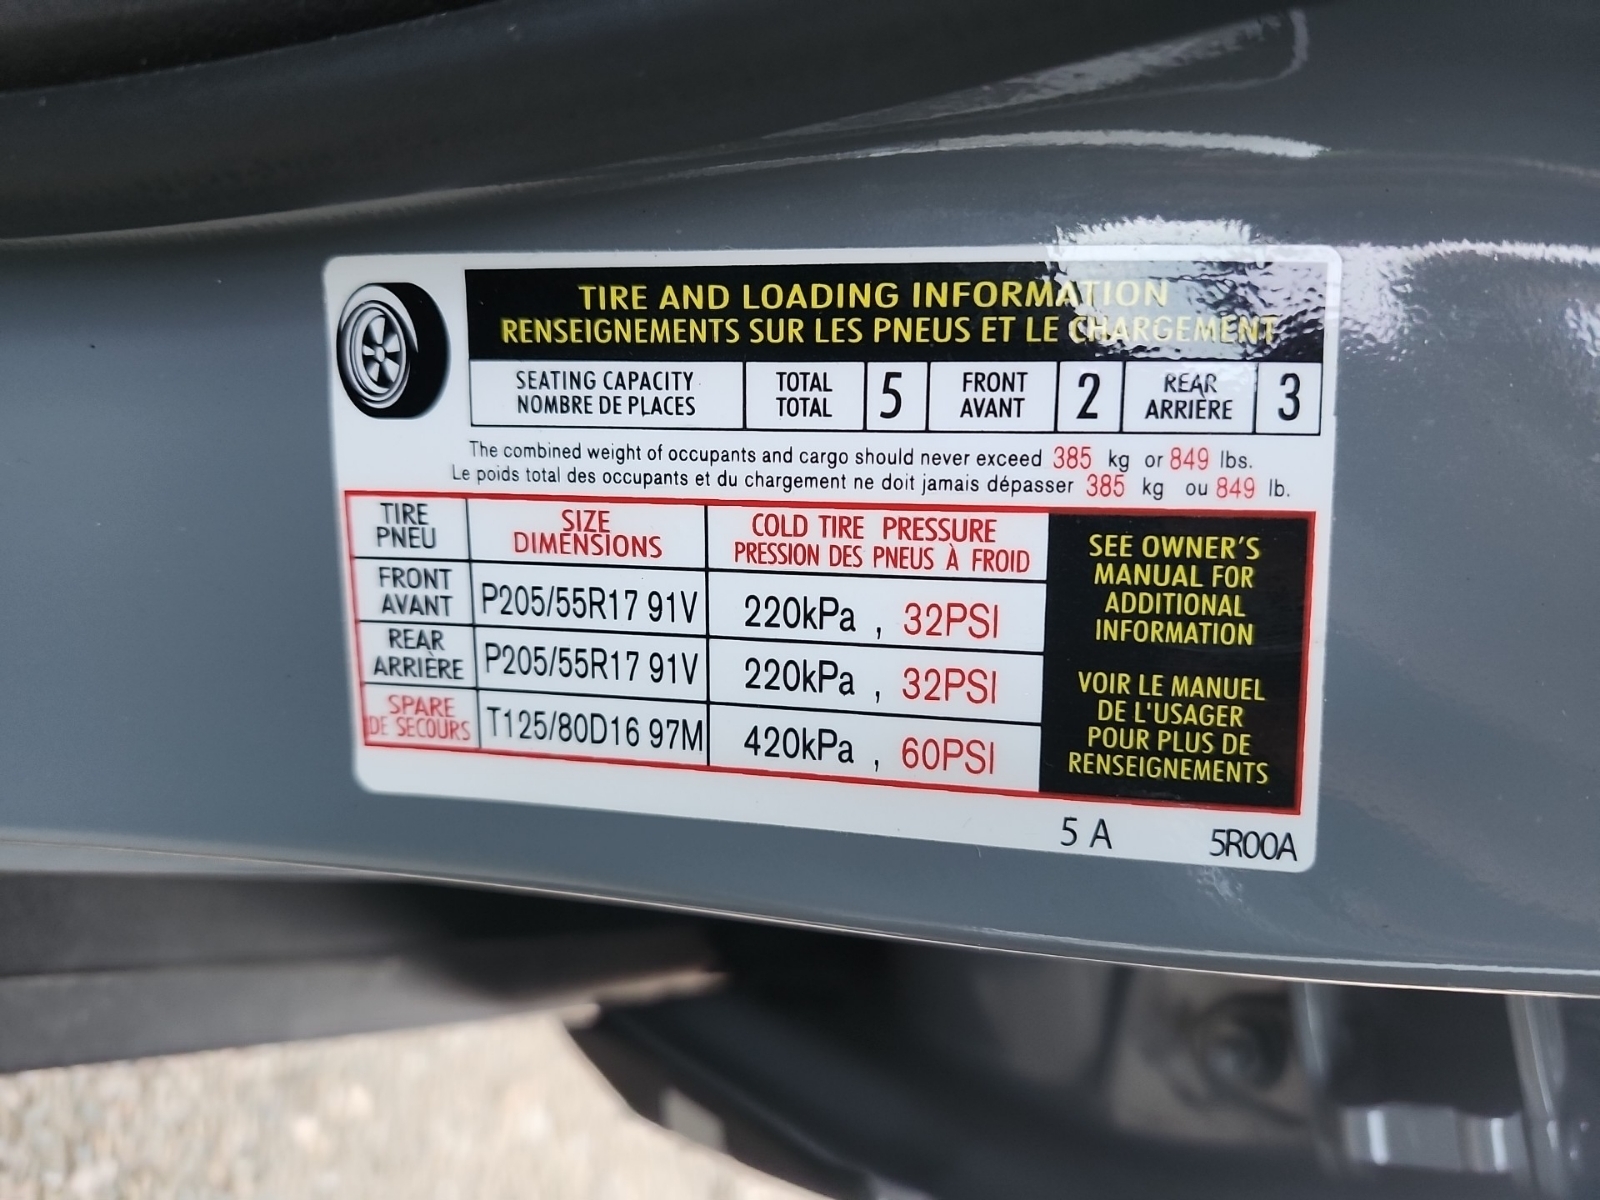 TIRE AND LOADING INFORMATION
RENSEIGNEMENTS SUR LES PNEUS ET LE CHARGEMENT
SEATING CAPACITY
NOMBRE DE PLACES
TOTAL
TOTAL
5
FRONT
AVANT
2
REAR
ARRIÈRE
3
The combined weight of occupants and cargo should never exceed 385 kg or 849 lbs.
Le poids total des occupants et du chargement ne doit jamais dépasser 385 kg ou 849 lb.
TIRE
PNEU
SIZE
DIMENSIONS
COLD TIRE PRESSURE
PRESSION DES PNEUS À FROID
FRONT
AVANT
P205/55R17 91V
220kPa , 32PSI
REAR
ARRIÈRE
P205/55R17 91V
220kPa , 32PSI
SPARE
DE SECOURS
T125/80D16 97M
420kPa , 60PSI
SEE OWNER'S
MANUAL FOR
ADDITIONAL
INFORMATION
VOIR LE MANUEL
DE L'USAGER
POUR PLUS DE
RENSEIGNEMENTS
5 A 5R00A